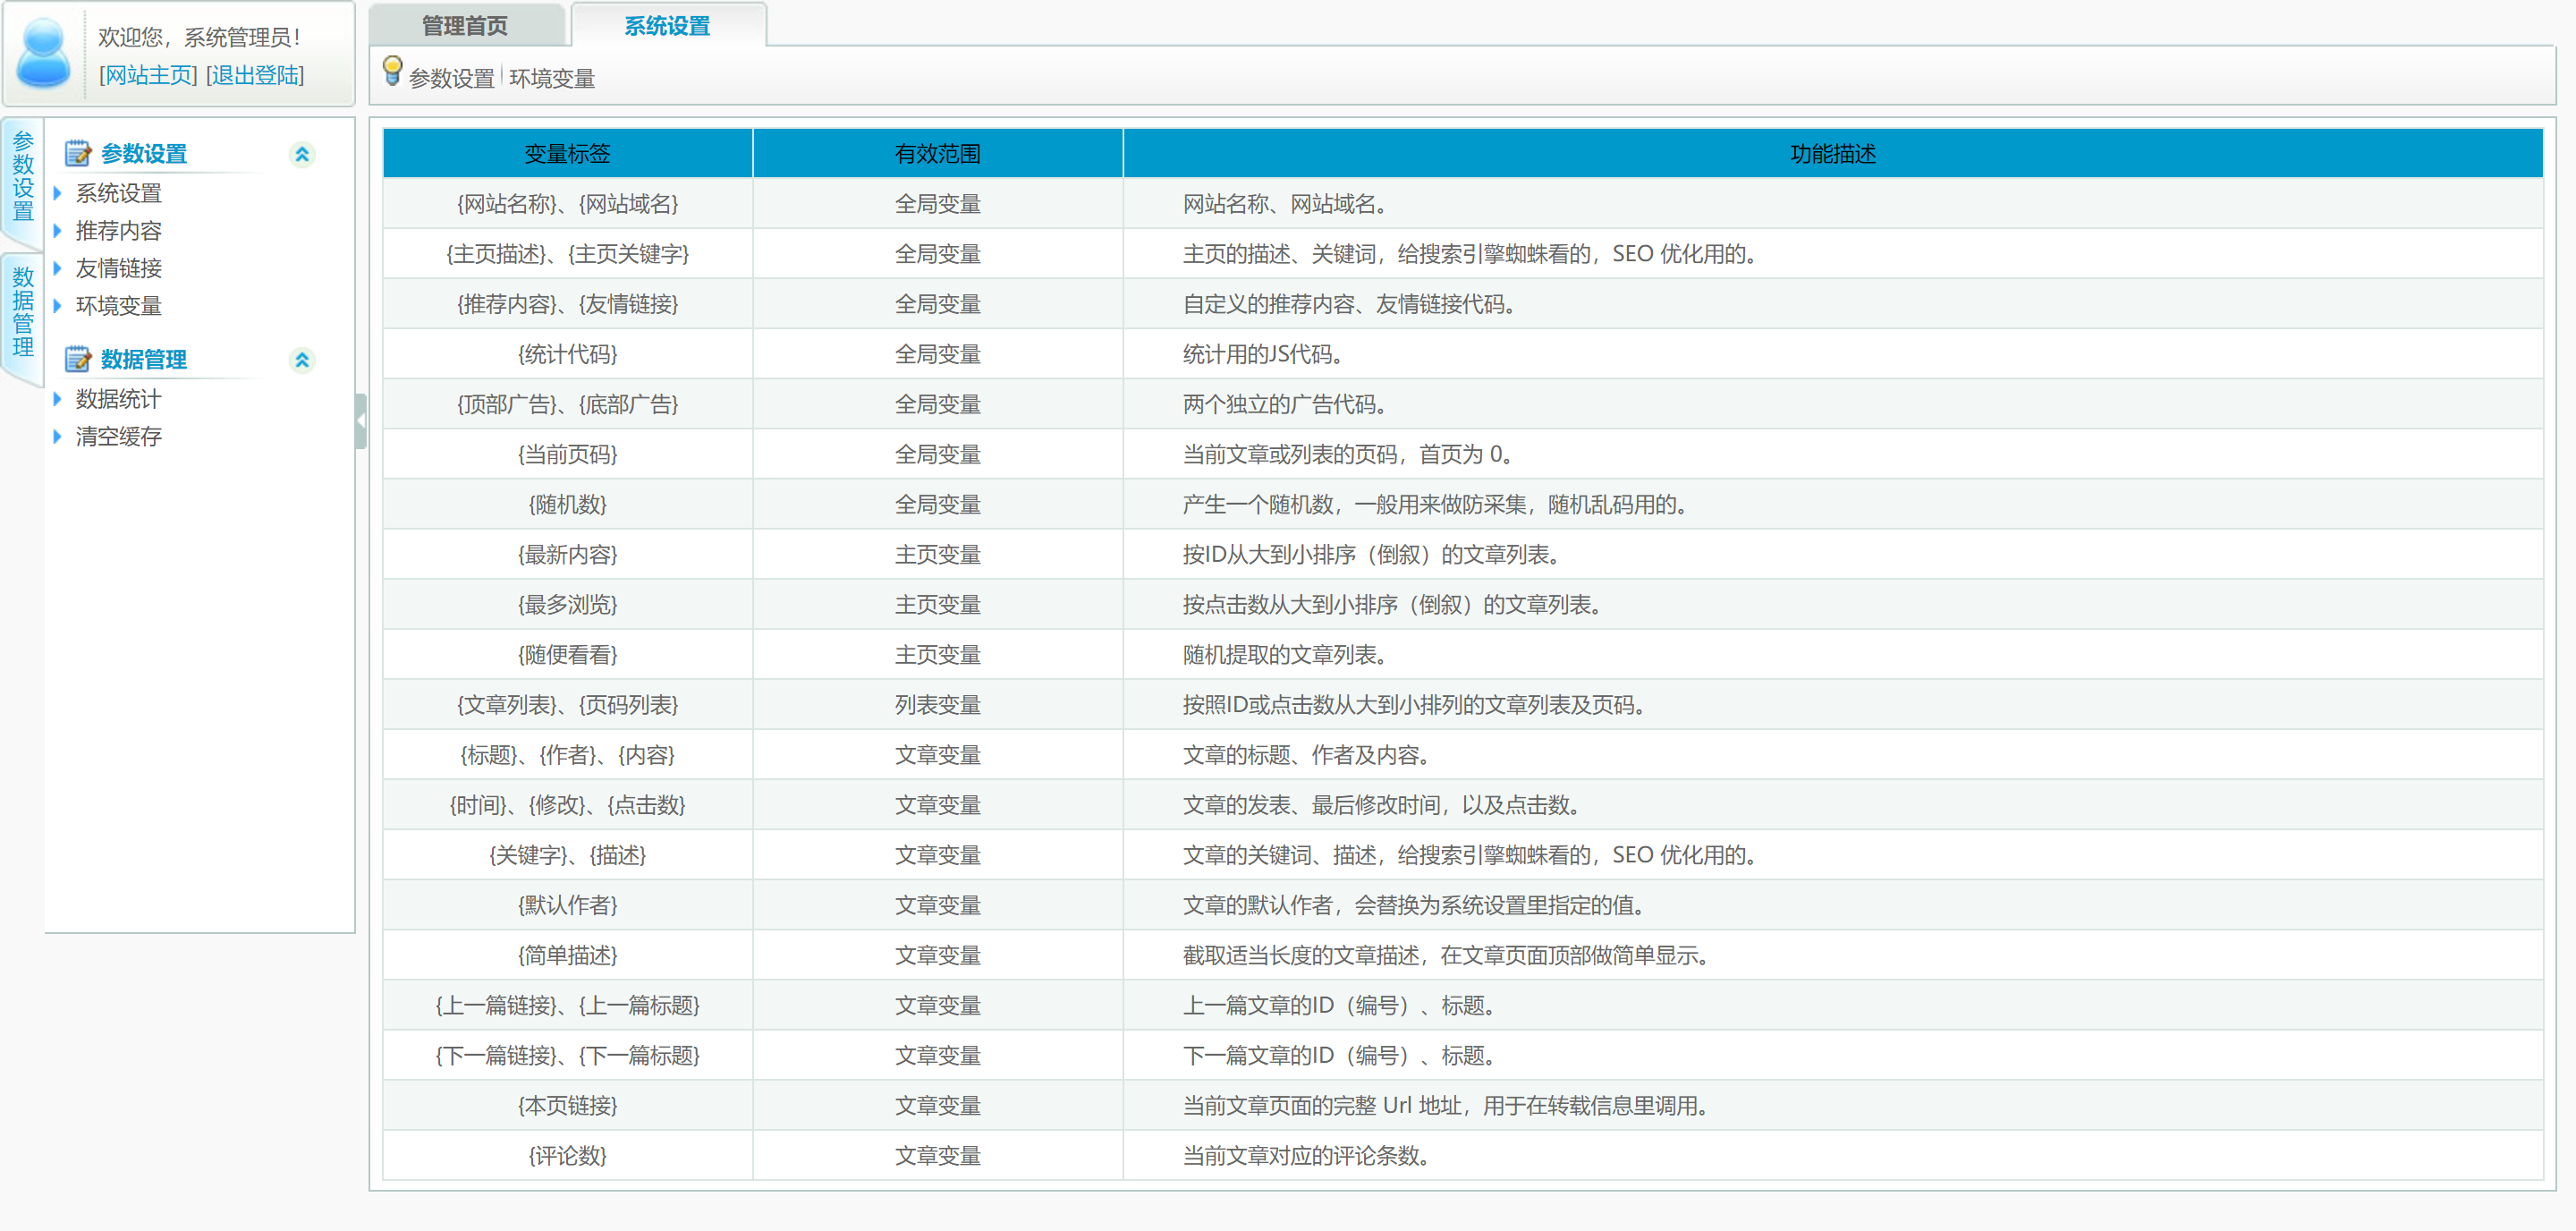 欢迎您，系统管理员！
[网站主页] [退出登陆]
管理首页
系统设置
参数设置 环境变量
参数设置
数据管理
参数设置
系统设置
推荐内容
友情链接
环境变量
数据管理
数据统计
清空缓存
变量标签 有效范围 功能描述
{网站名称}、{网站域名} 全局变量 网站名称、网站域名。
{主页描述}、{主页关键字} 全局变量 主页的描述、关键词，给搜索引擎蜘蛛看的，SEO 优化用的。
{推荐内容}、{友情链接} 全局变量 自定义的推荐内容、友情链接代码。
{统计代码} 全局变量 统计用的JS代码。
{顶部广告}、{底部广告} 全局变量 两个独立的广告代码。
{当前页码} 全局变量 当前文章或列表的页码，首页为 0。
{随机数} 全局变量 产生一个随机数，一般用来做防采集，随机乱码用的。
{最新内容} 主页变量 按ID从大到小排序（倒叙）的文章列表。
{最多浏览} 主页变量 按点击数从大到小排序（倒叙）的文章列表。
{随便看看} 主页变量 随机提取的文章列表。
{文章列表}、{页码列表} 列表变量 按照ID或点击数从大到小排列的文章列表及页码。
{标题}、{作者}、{内容} 文章变量 文章的标题、作者及内容。
{时间}、{修改}、{点击数} 文章变量 文章的发表、最后修改时间，以及点击数。
{关键字}、{描述} 文章变量 文章的关键词、描述，给搜索引擎蜘蛛看的，SEO 优化用的。
{默认作者} 文章变量 文章的默认作者，会替换为系统设置里指定的值。
{简单描述} 文章变量 截取适当长度的文章描述，在文章页面顶部做简单显示。
{上一篇链接}、{上一篇标题} 文章变量 上一篇文章的ID（编号）、标题。
{下一篇链接}、{下一篇标题} 文章变量 下一篇文章的ID（编号）、标题。
{本页链接} 文章变量 当前文章页面的完整 Url 地址，用于在转载信息里调用。
{评论数} 文章变量 当前文章对应的评论条数。